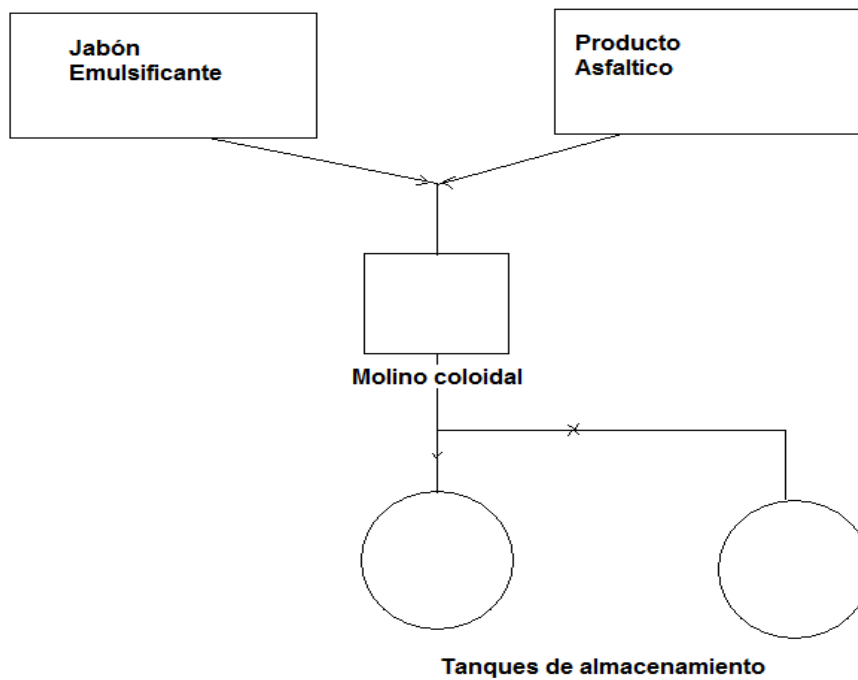 Jabón
Emulsificante
Producto
Asfaltico
Molino coloidal
Tanques de almacenamiento